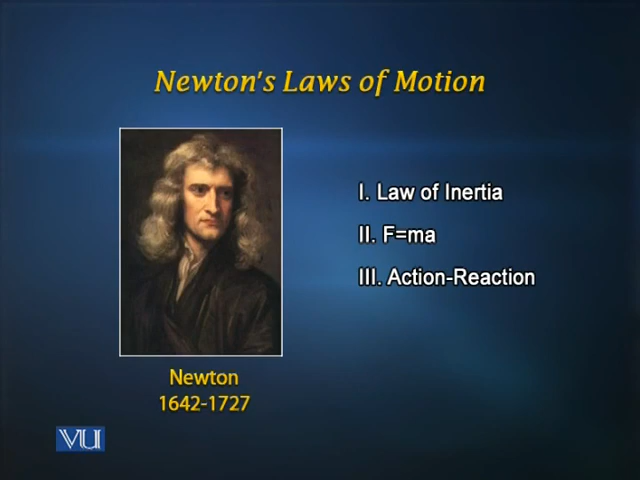 Newton's Laws of Motion
I. Law of Inertia
II. F=ma
III. Action-Reaction
Newton
1642-1727
VU